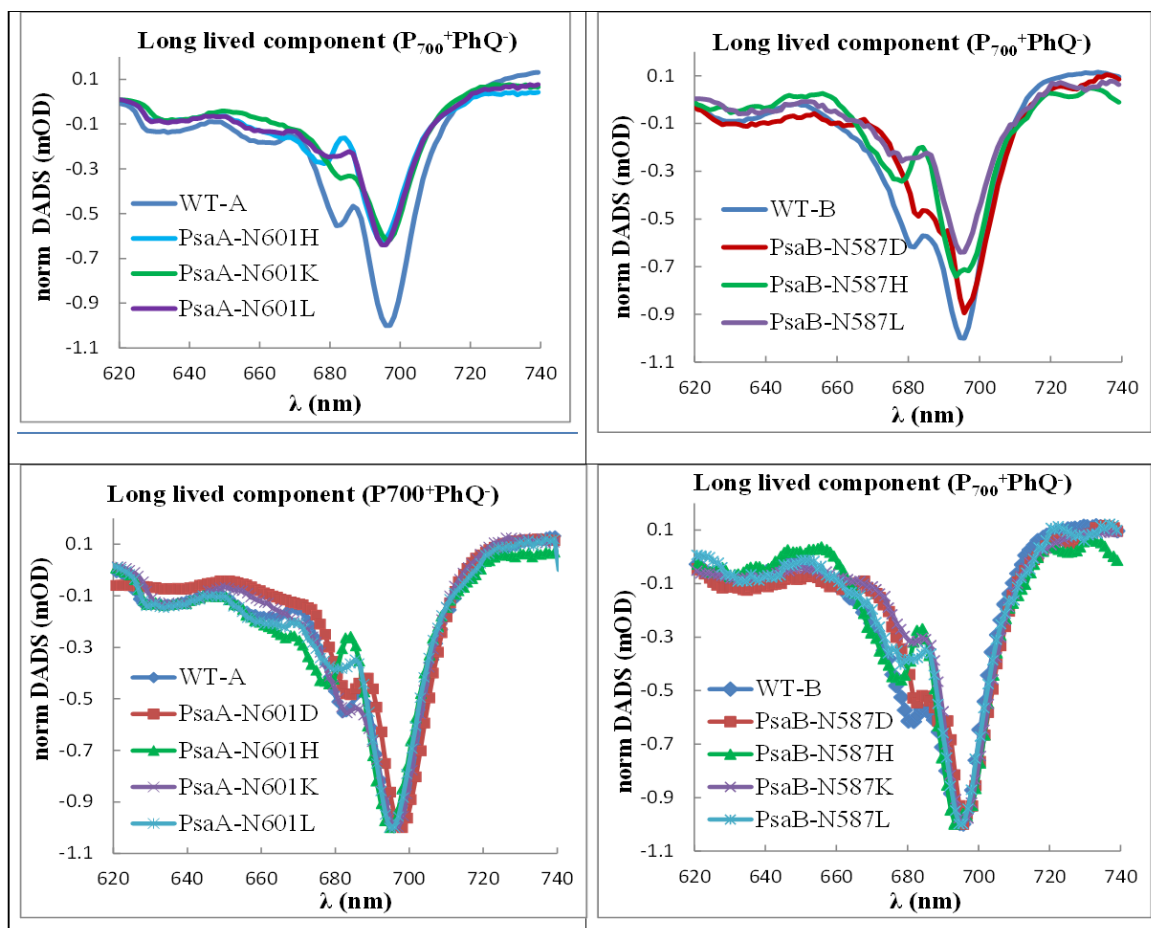 Long lived component (P700+PhQ-)
norm DADS (mOD)
0.1
-0.1
-0.3
-0.5
-0.7
-0.9
-1.1
WT-A
PsaA-N601H
PsaA-N601K
PsaA-N601L
620 640 660 680 700 720 740
λ (nm)
Long lived component (P700+PhQ-)
norm DADS (mOD)
0.1
-0.1
-0.3
-0.5
-0.7
-0.9
-1.1
WT-B
PsaB-N587D
PsaB-N587H
PsaB-N587L
620 640 660 680 700 720 740
λ (nm)
Long lived component (P700+PhQ-)
norm DADS (mOD)
0.1
-0.1
-0.3
-0.5
-0.7
-0.9
-1.1
WT-A
PsaA-N601D
PsaA-N601H
PsaA-N601K
PsaA-N601L
620 640 660 680 700 720 740
λ (nm)
Long lived component (P700+PhQ-)
norm DADS (mOD)
0.1
-0.1
-0.3
-0.5
-0.7
-0.9
-1.1
WT-B
PsaB-N587D
PsaB-N587H
PsaB-N587K
PsaB-N587L
620 640 660 680 700 720 740
λ (nm)